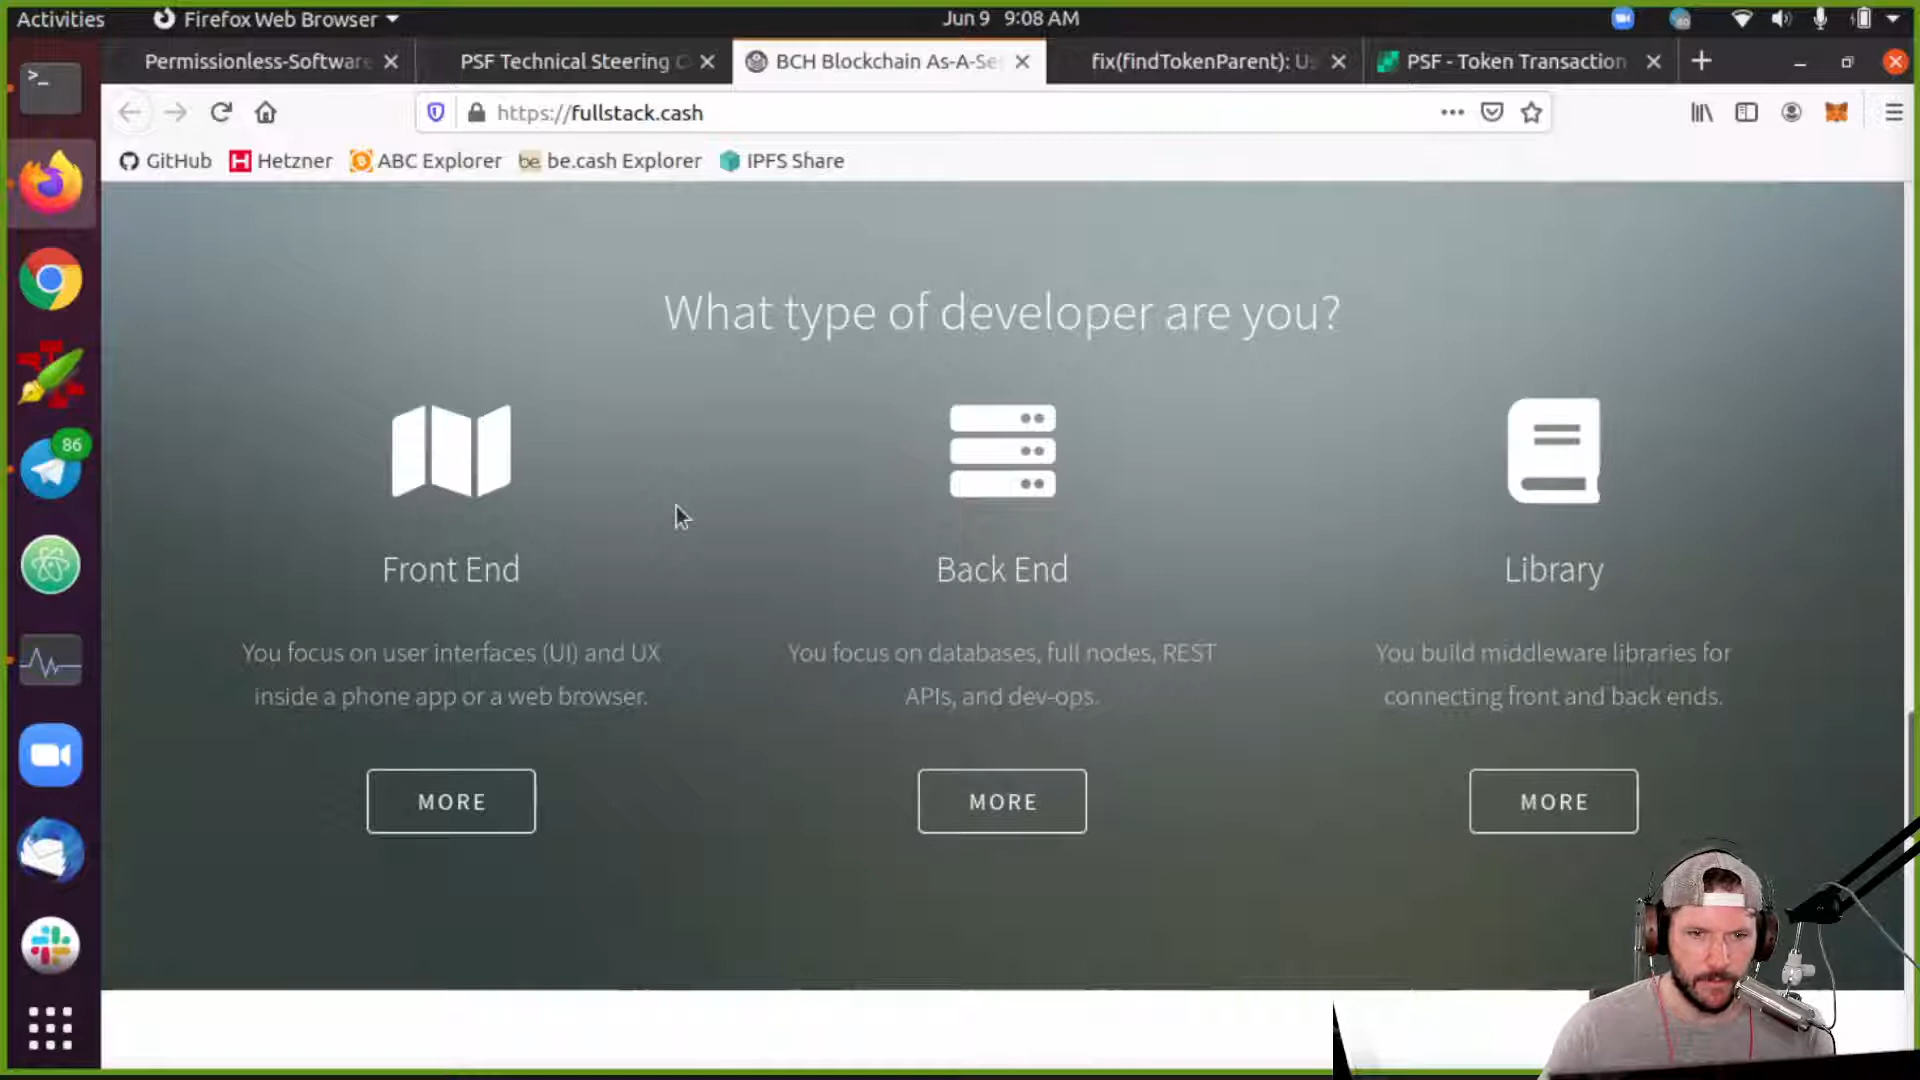 Activities Firefox Web Browser Jun 9 9:08 AM
Permissionless-Software PSF Technical Steering C BCH Blockchain As-A-Se fix(findTokenParent): Us PSF - Token Transaction
https://fullstack.cash
GitHub Hetzner ABC Explorer be. be.cash Explorer IPFS Share
What type of developer are you?
86
Front End Back End Library
You focus on user interfaces (UI) and UX
inside a phone app or a web browser.
You focus on databases, full nodes, REST
APIs, and dev-ops.
You build middleware libraries for
connecting front and back ends.
MORE MORE MORE